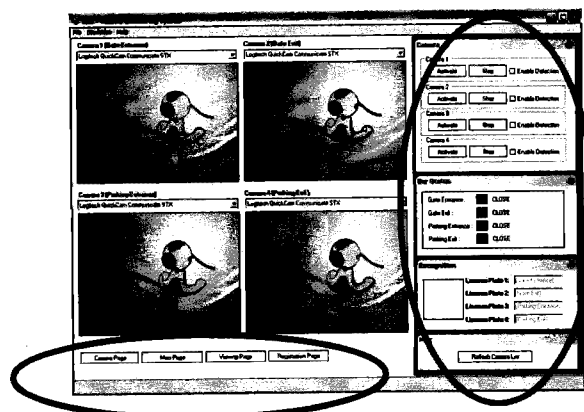 File Help
Camera 1 (Gate Entrance)
Camera 2 (Gate Exit)
Logitech QuickCam Communicate STX
Logitech QuickCam Communicate STX
Camera 3 (Parking Entrance)
Camera 4 (Parking Exit)
Logitech QuickCam Communicate STX
Logitech QuickCam Communicate STX
Camera Page
Main Page
Viewing Page
Registration Page
Camera 1
Activate Stop Enable Detection
Camera 2
Activate Stop Enable Detection
Camera 3
Activate Stop Enable Detection
Camera 4
Activate Stop Enable Detection
Bar Status
Gate Entrance : CLOSE
Gate Exit : CLOSE
Parking Entrance : CLOSE
Parking Exit : CLOSE
Recognition
License Plate 1:
License Plate 2:
License Plate 3:
License Plate 4:
Refresh Camera List